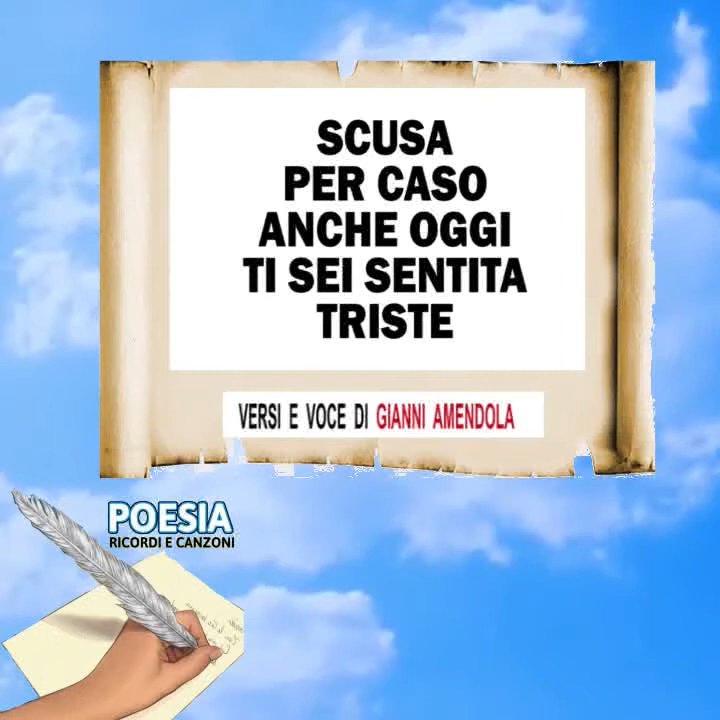 SCUSA
PER CASO
ANCHE OGGI
TI SEI SENTITA
TRISTE
VERSI E VOCE DI GIANNI AMENDOLA
POESIA
RICORDI E CANZONI